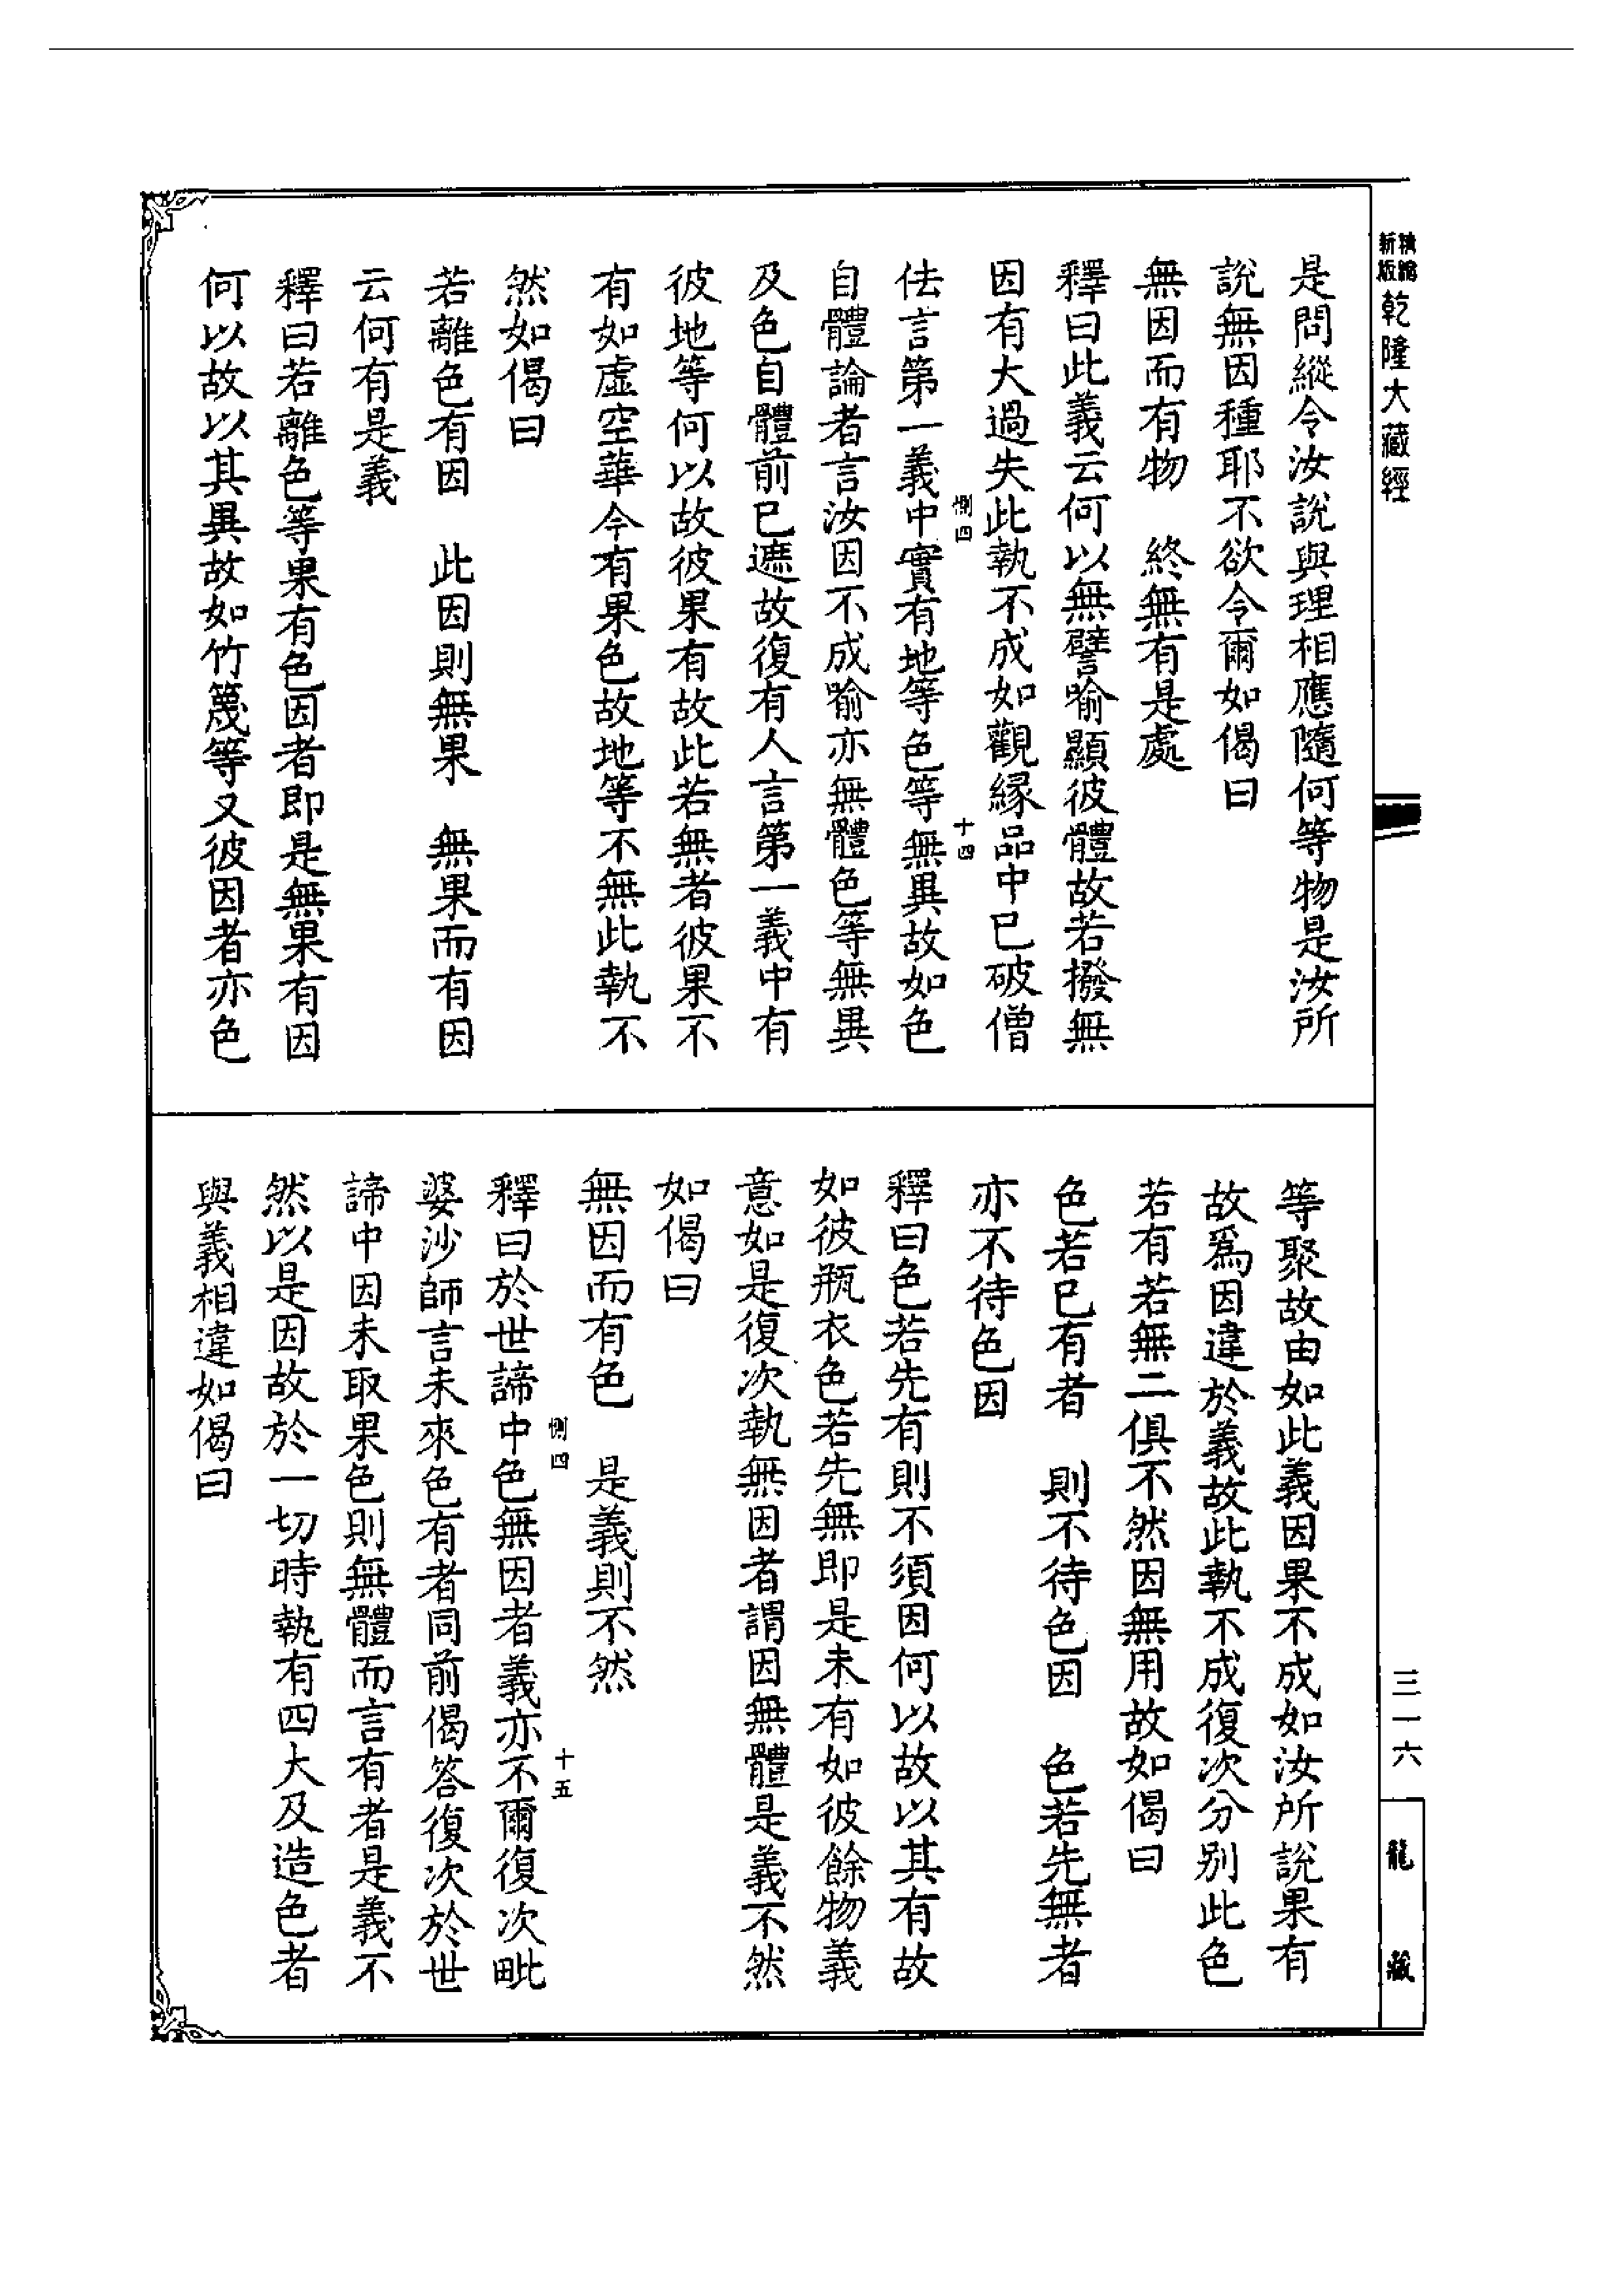 精縮新版乾隆大藏經
是問縱令汝說與理相應隨何等物是汝所
說無因種耶不欲令爾如偈曰
無因而有物　終無有是處
釋曰此義云何以無譬喻顯彼體故若撥無
因有大過失此執不成如觀緣品中已破僧
惻四　十四
佉言第一義中實有地等色等無異故如色
自體論者言汝因不成喻亦無體色等無異
及色自體前已遮故復有人言第一義中有
彼地等何以故彼果有故此若無者彼果不
有如虛空華今有果色故地等不無此執不
然如偈曰
若離色有因　此因則無果　無果而有因
云何有是義
釋曰若離色等果有色因者即是無果有因
何以故以其異故如竹篾等又彼因者亦色
等聚故由如此義因果不成如汝所說果有
故為因違於義故此執不成復次分別此色
若有若無二俱不然因無用故如偈曰
色若已有者　則不待色因　色若先無者
亦不待色因
釋曰色若先有則不須因何以故以其有故
如彼瓶衣色若先無即是未有如彼餘物義
意如是復次執無因者謂因無體是義不然
如偈曰
無因而有色　是義則不然
惻四　十五
釋曰於世諦中色無因者義亦不爾復次毗
婆沙師言未來色有者同前偈答復次於世
諦中因未取果色則無體而言有者是義不
然以是因故於一切時執有四大及造色者
與義相違如偈曰
三一六
龍藏